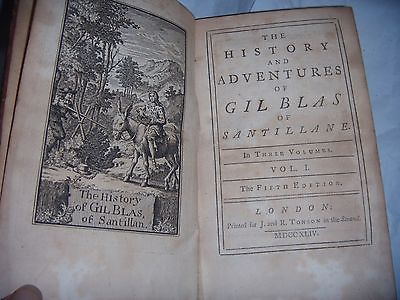 The History
of GIL BLAS,
of Santillan.
THE
HISTORY
AND
ADVENTURES
OF
GIL BLAS
OF
SANTILLANE.
In THREE VOLUMES.
VOL. I.
The FIFTH EDITION.
LONDON:
Printed for J. and R. TONSON in the Strand.
MDCCXLIV.